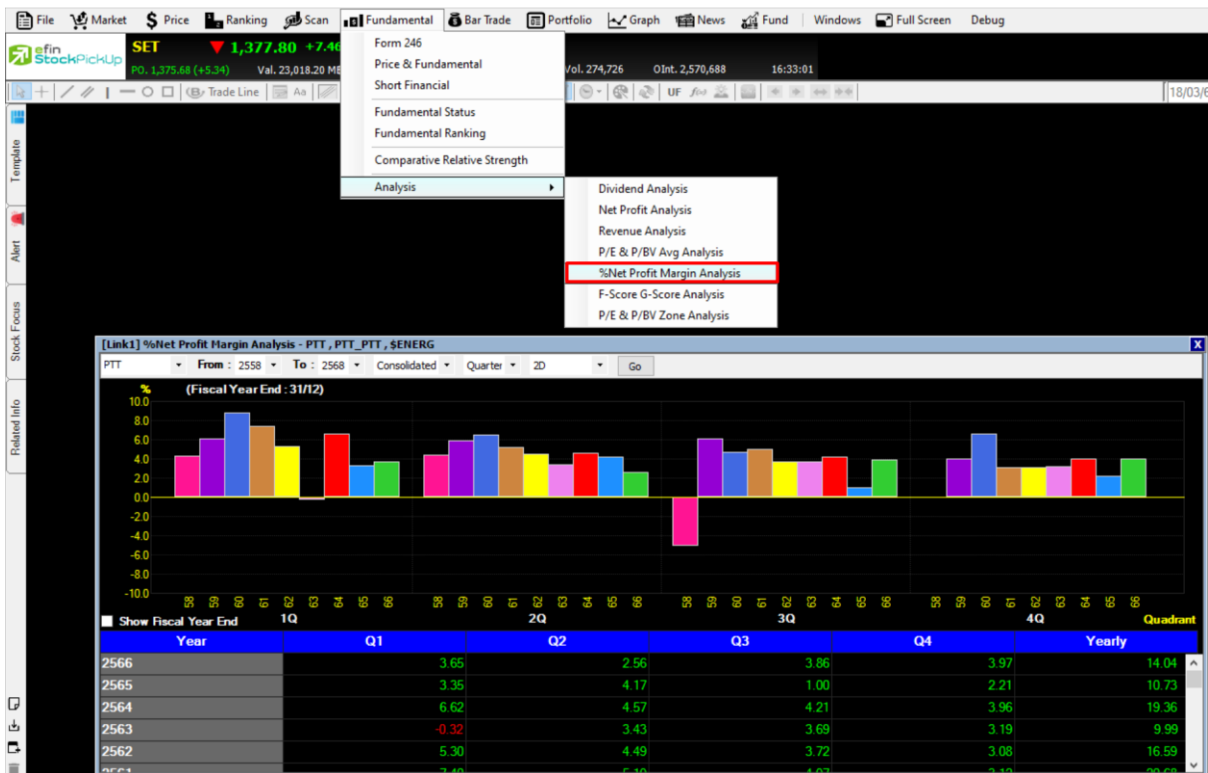 File Market $ Price Ranking Scan Fundamental Bar Trade Portfolio Graph News Fund Windows Full Screen Debug
efin
StockPickUp
SET 1,377.80 +7.46
PO. 1,375.68 (+5.34) Val. 23,018.20 Vol. 274,726 OInt. 2,570,688 16:33:01
Trade Line Aa UF f(x) 18/03/6
Form 246
Price & Fundamental
Short Financial
Fundamental Status
Fundamental Ranking
Comparative Relative Strength
Analysis
Dividend Analysis
Net Profit Analysis
Revenue Analysis
P/E & P/BV Avg Analysis
%Net Profit Margin Analysis
F-Score G-Score Analysis
P/E & P/BV Zone Analysis
Template
Alert
Stock Focus
Related Info
[Link1] %Net Profit Margin Analysis - PTT , PTT_PTT , $ENERG X
PTT From : 2558 To : 2568 Consolidated Quarter 2D Go
% (Fiscal Year End : 31/12)
10.0
8.0
6.0
4.0
2.0
0.0
-2.0
-4.0
-6.0
-8.0
-10.0
58 59 60 61 62 63 64 65 66 58 59 60 61 62 63 64 65 66 58 59 60 61 62 63 64 65 66 58 59 60 61 62 63 64 65 66
Show Fiscal Year End 1Q 2Q 3Q 4Q Quadrant
Year Q1 Q2 Q3 Q4 Yearly
2566 3.65 2.56 3.86 3.97 14.04
2565 3.35 4.17 1.00 2.21 10.73
2564 6.62 4.57 4.21 3.96 19.36
2563 -0.32 3.43 3.69 3.19 9.99
2562 5.30 4.49 3.72 3.08 16.59